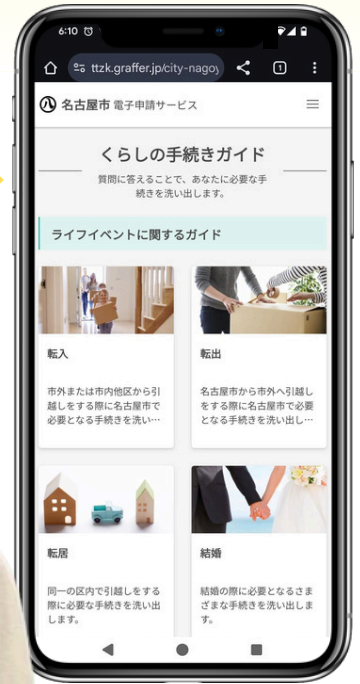 6:10
ttzk.graffer.jp/city-nagoy
1
名古屋市 電子申請サービス
くらしの手続きガイド
質問に答えることで、あなたに必要な手
続きを洗い出します。
ライフイベントに関するガイド
転入
市外または市内他区から引
越しをする際に名古屋市で
必要となる手続きを洗い…
転出
名古屋市から市外へ引越し
をする際に名古屋市で必要
となる手続きを洗い出し…
転居
同一の区内で引越しをする
際に必要な手続きを洗い出
します。
結婚
結婚の際に必要となるさま
ざまな手続きを洗い出しま
す。